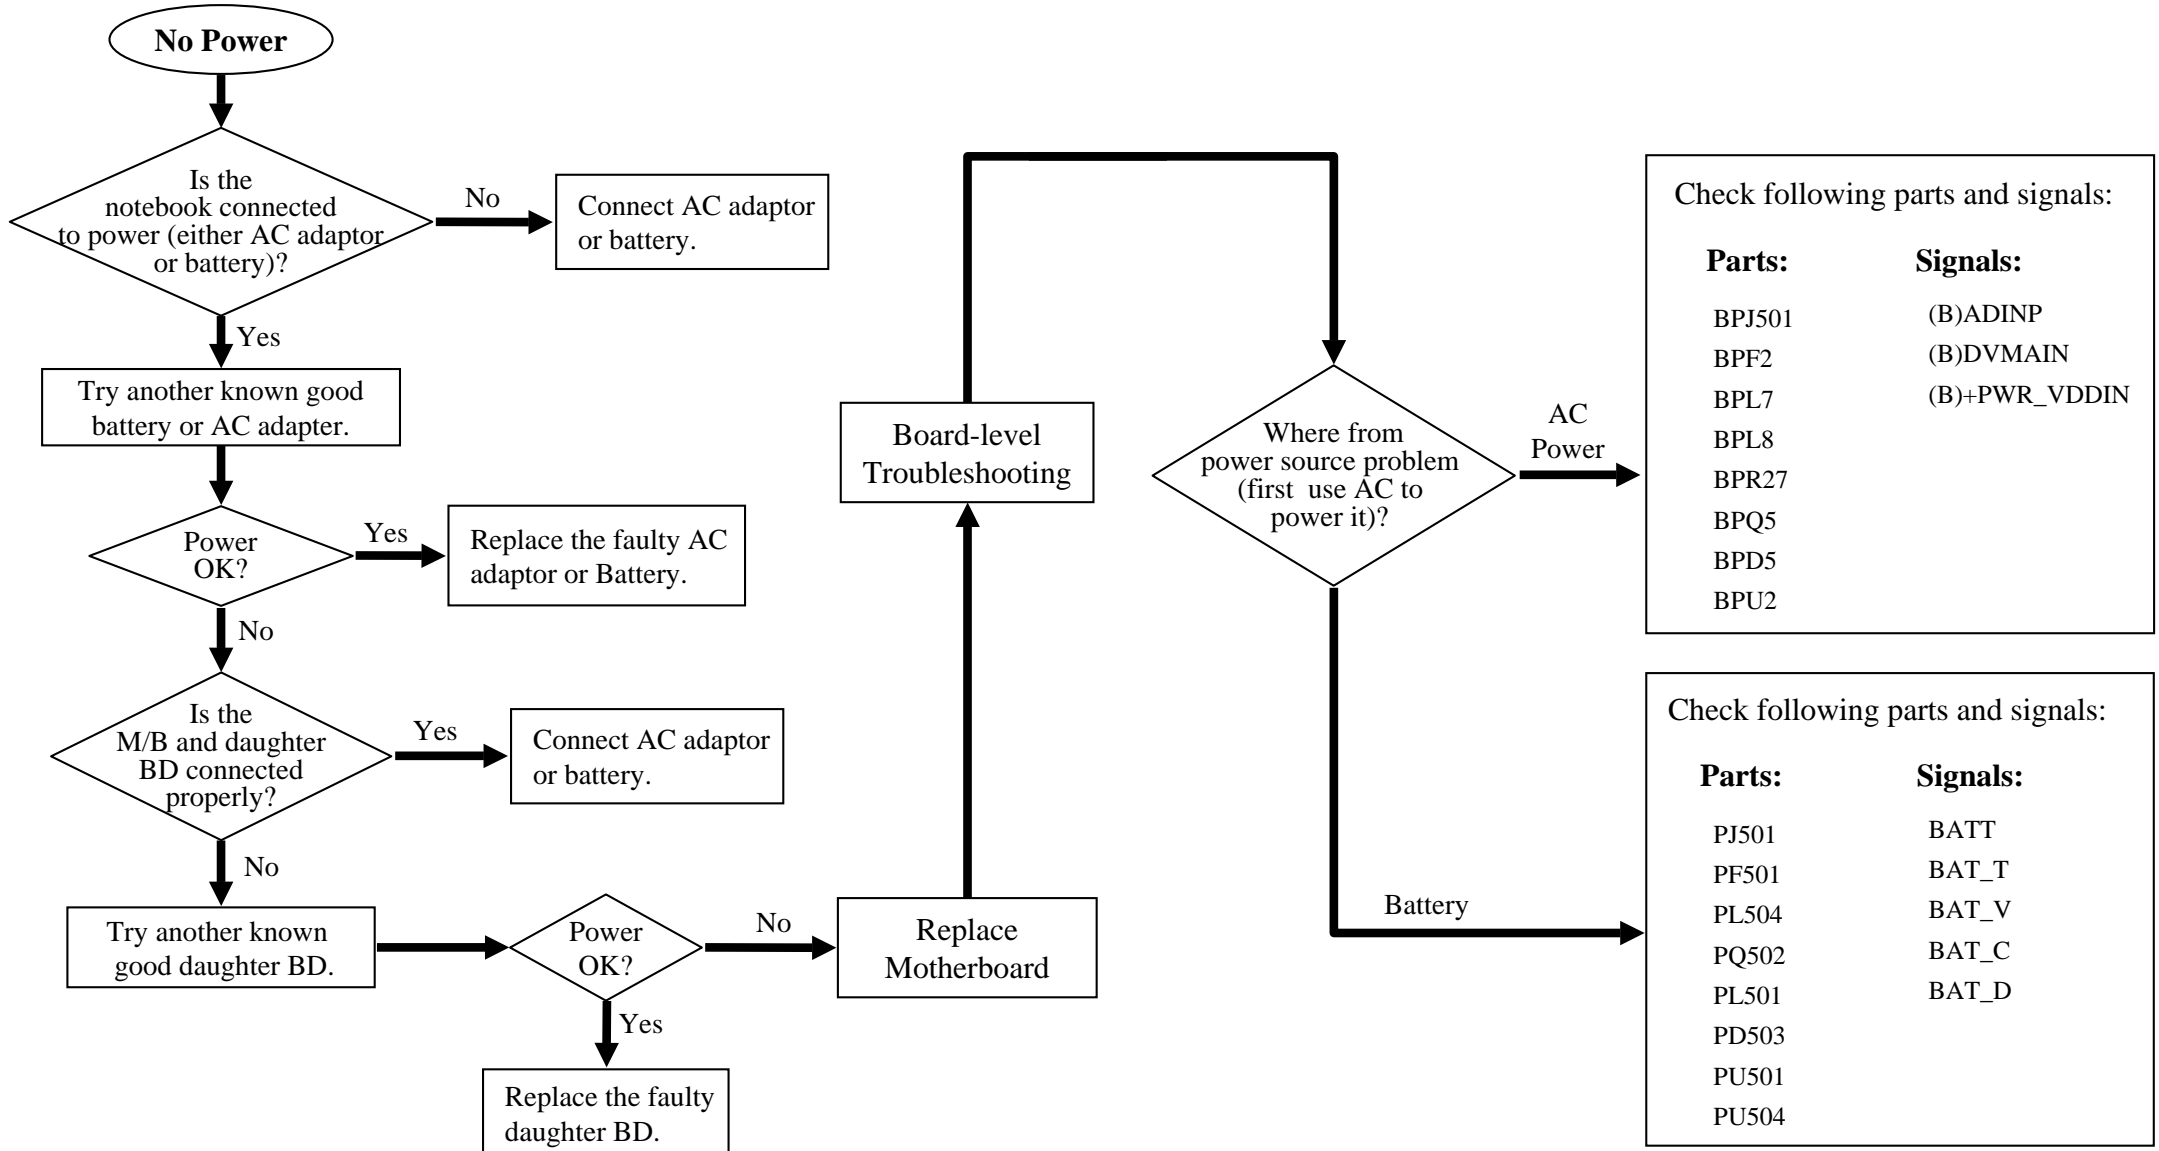 No Power
Is the
notebook connected
to power (either AC adaptor
or battery)?
No
Connect AC adaptor
or battery.
Yes
Try another known good
battery or AC adapter.
Power
OK?
Yes
Replace the faulty AC
adaptor or Battery.
No
Is the
M/B and daughter
BD connected
properly?
Yes
Connect AC adaptor
or battery.
No
Try another known
good daughter BD.
Power
OK?
Yes
Replace the faulty
daughter BD.
No
Replace
Motherboard
Board-level
Troubleshooting
Where from
power source problem
(first use AC to
power it)?
AC
Power
Check following parts and signals:
Parts:
BPJ501
BPF2
BPL7
BPL8
BPR27
BPQ5
BPD5
BPU2
Signals:
(B)ADINP
(B)DVMAIN
(B)+PWR_VDDIN
Battery
Check following parts and signals:
Parts:
PJ501
PF501
PL504
PQ502
PL501
PD503
PU501
PU504
Signals:
BATT
BAT_T
BAT_V
BAT_C
BAT_D